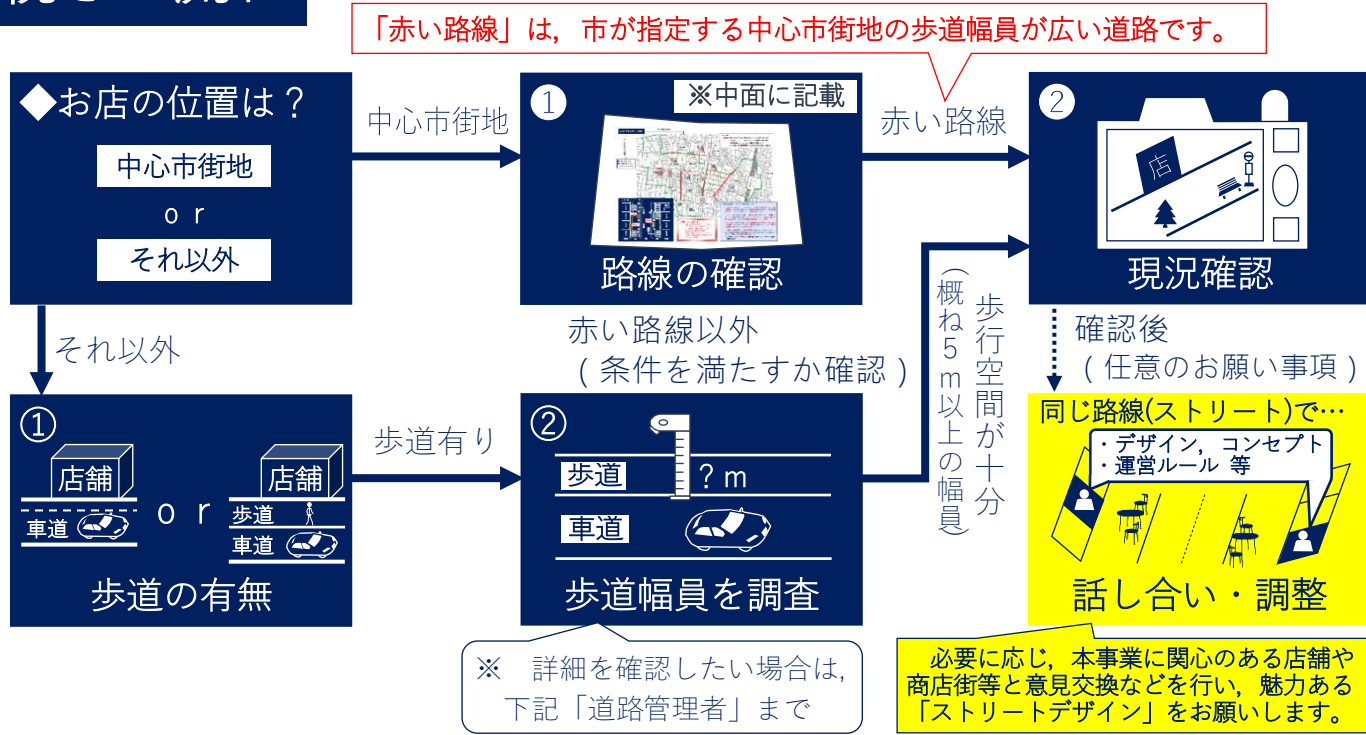 「赤い路線」は，市が指定する中心市街地の歩道幅員が広い道路です。
◆お店の位置は？
中心市街地
ｏｒ
それ以外
中心市街地
①
※中面に記載
路線の確認
赤い路線
②
店
現況確認
それ以外
赤い路線以外
(条件を満たすか確認)
歩行空間が十分
(概ね５ｍ以上の幅員)
確認後
(任意のお願い事項)
①
店舗
車道
ｏｒ
店舗
歩道
車道
歩道の有無
歩道有り
②
歩道
？ｍ
車道
歩道幅員を調査
同じ路線(ストリート)で…
・デザイン，コンセプト
・運営ルール 等
話し合い・調整
※　詳細を確認したい場合は，
下記「道路管理者」まで
必要に応じ，本事業に関心のある店舗や
商店街等と意見交換などを行い，魅力ある
「ストリートデザイン」をお願いします。